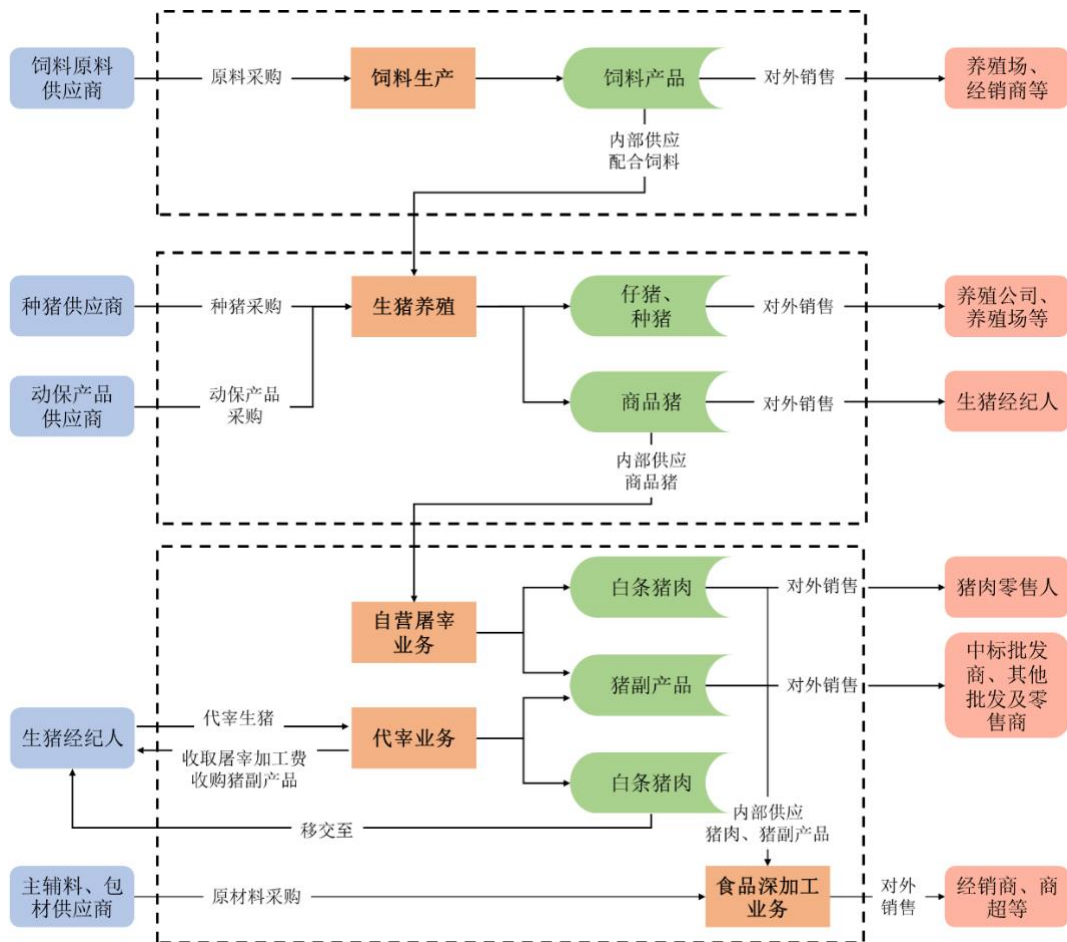 饲料原料
供应商
原料采购
饲料生产
饲料产品
对外销售
养殖场、
经销商等
内部供应
配合饲料
种猪供应商
种猪采购
生猪养殖
仔猪、
种猪
对外销售
养殖公司、
养殖场等
动保产品
供应商
动保产品
采购
商品猪
对外销售
生猪经纪人
内部供应
商品猪
自营屠宰
业务
白条猪肉
对外销售
猪肉零售人
猪副产品
对外销售
中标批发
商、其他
批发及零
售商
生猪经纪人
代宰生猪
收取屠宰加工费
收购猪副产品
代宰业务
白条猪肉
移交至
内部供应
猪肉、猪副产品
主辅料、包
材供应商
原材料采购
食品深加工
业务
对外
销售
经销商、商
超等